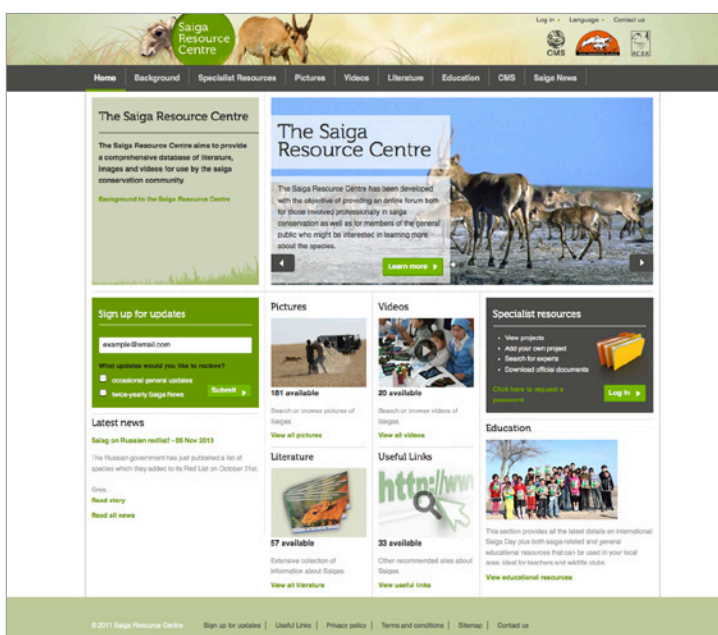 Log in
Language
Contact us
Saiga
Resource
Centre
CMS
ACBK
Home
Background
Specialist Resources
Pictures
Videos
Literature
Education
CMS
Saiga News
The Saiga Resource Centre
The Saiga Resource Centre aims to provide
a comprehensive database of literature,
images and videos for use by the saiga
conservation community.
Background to the Saiga Resource Centre
The Saiga
Resource Centre
The Saiga Resource Centre has been developed
with the objective of providing an online forum both
for those involved professionally in saiga
conservation as well as for members of the general
public who might be interested in learning more
about the species.
Learn more
Sign up for updates
example@email.com
What updates would you like to recieve?
occasional general updates
twice-yearly Saiga News
Submit
Latest news
Saiag on Russian redlist! - 05 Nov 2013
The Russian government has just published a list of
species which they added to its Red List on October 21st.
Gree...
Read story
Read all news
Pictures
181 available
Search or browse pictures of
Saigas.
View all pictures
Videos
20 available
Search or browse videos of
Saigas.
View all videos
Literature
57 available
Extensive collection of
information about Saigas.
View all literature
Useful Links
http://ww
33 available
Other recommended sites about
Saigas.
View useful links
Specialist resources
View projects
Add your own project
Search for experts
Download official documents
Click here to request a
password
Log In
Education
This section provides all the latest details on international
Saiga Day plus both saiga-related and general
educational resources that can be used in your local
area: ideal for teachers and wildlife clubs.
View educational resources
© 2011 Saiga Resource Centre
Sign up for updates | Useful Links | Privacy policy | Terms and conditions | Sitemap | Contact us